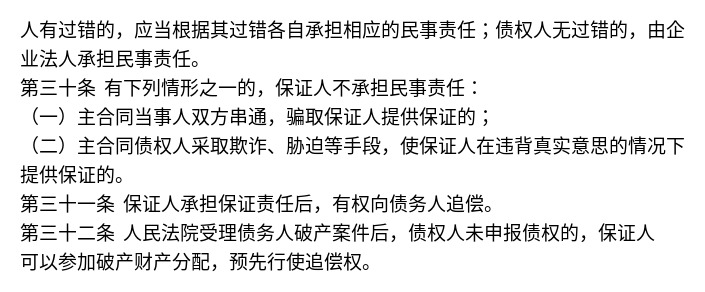 人有过错的，应当根据其过错各自承担相应的民事责任；债权人无过错的，由企
业法人承担民事责任。
第三十条 有下列情形之一的，保证人不承担民事责任：
（一）主合同当事人双方串通，骗取保证人提供保证的；
（二）主合同债权人采取欺诈、胁迫等手段，使保证人在违背真实意思的情况下
提供保证的。
第三十一条 保证人承担保证责任后，有权向债务人追偿。
第三十二条 人民法院受理债务人破产案件后，债权人未申报债权的，保证人
可以参加破产财产分配，预先行使追偿权。